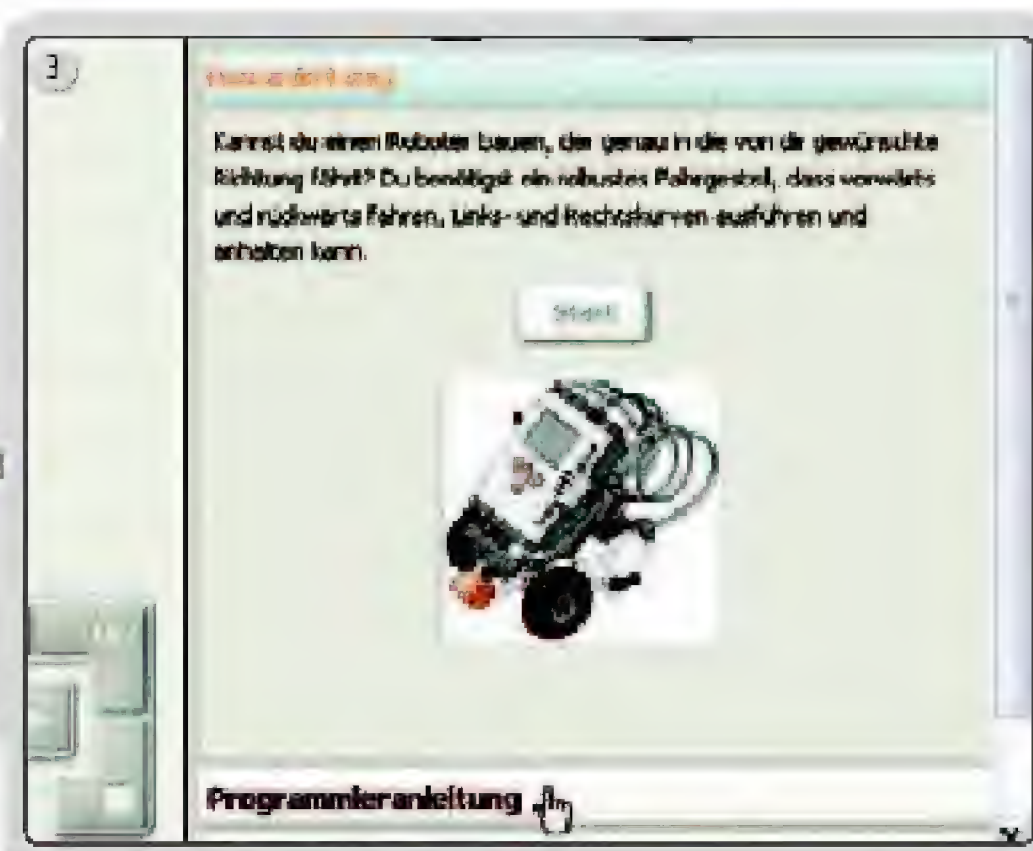 3
Kannst du einen Roboter bauen, der genau in die von dir gewünschte
Richtung fährt? Du benötigst ein robustes Fahrgestell, dass vorwärts
und rückwärts fahren, Links- und Rechtskurven ausführen und
anhalten kann.
Start
Programmieranleitung